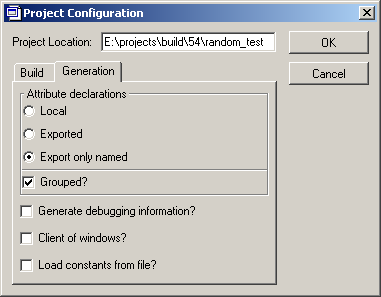 Project Configuration
Project Location: E:\projects\build\54\random_test
OK
Cancel
Build Generation
Attribute declarations
Local
Exported
Export only named
Grouped?
Generate debugging information?
Client of windows?
Load constants from file?